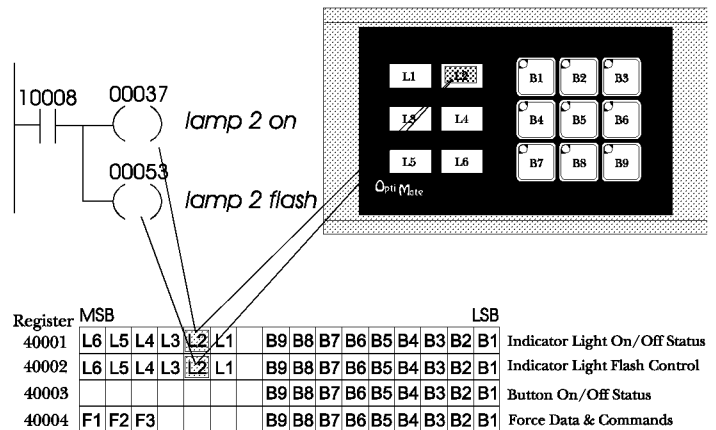 10008
00037
lamp 2 on
00053
lamp 2 flash
L1 L2 B1 B2 B3
L3 L4 B4 B5 B6
L5 L6 B7 B8 B9
Opti Mate
Register MSB LSB
40001 L6 L5 L4 L3 L2 L1 B9 B8 B7 B6 B5 B4 B3 B2 B1 Indicator Light On/Off Status
40002 L6 L5 L4 L3 L2 L1 B9 B8 B7 B6 B5 B4 B3 B2 B1 Indicator Light Flash Control
40003 B9 B8 B7 B6 B5 B4 B3 B2 B1 Button On/Off Status
40004 F1 F2 F3 B9 B8 B7 B6 B5 B4 B3 B2 B1 Force Data & Commands